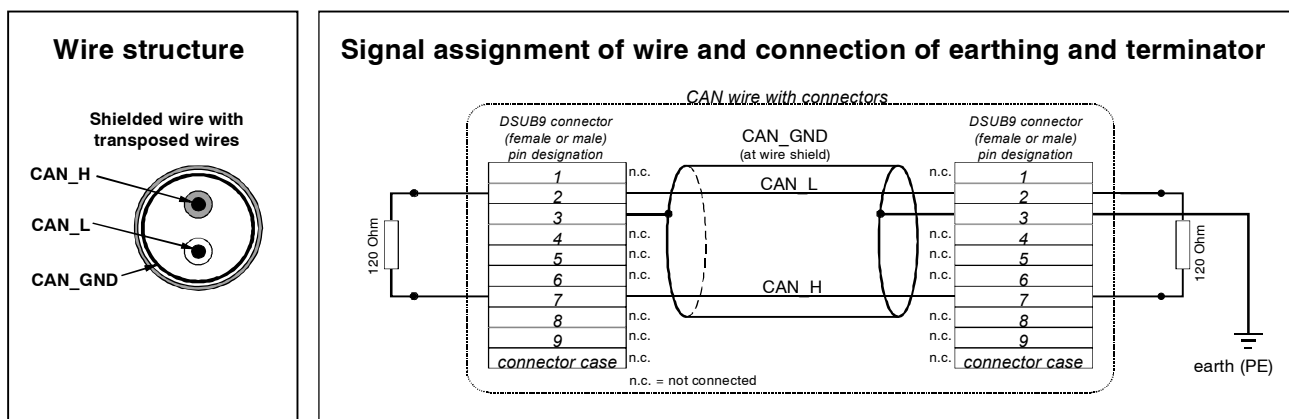 Wire structure
Shielded wire with
transposed wires
CAN_H
CAN_L
CAN_GND
Signal assignment of wire and connection of earthing and terminator
CAN wire with connectors
DSUB9 connector
(female or male)
pin designation
CAN_GND
(at wire shield)
DSUB9 connector
(female or male)
pin designation
1 n.c. n.c. 1
2 CAN_L 2
3 3
4 n.c. n.c. 4
5 n.c. n.c. 5
6 n.c. n.c. 6
7 CAN_H 7
8 n.c. n.c. 8
9 n.c. n.c. 9
connector case n.c. n.c. connector case
120 Ohm
120 Ohm
n.c. = not connected
earth (PE)